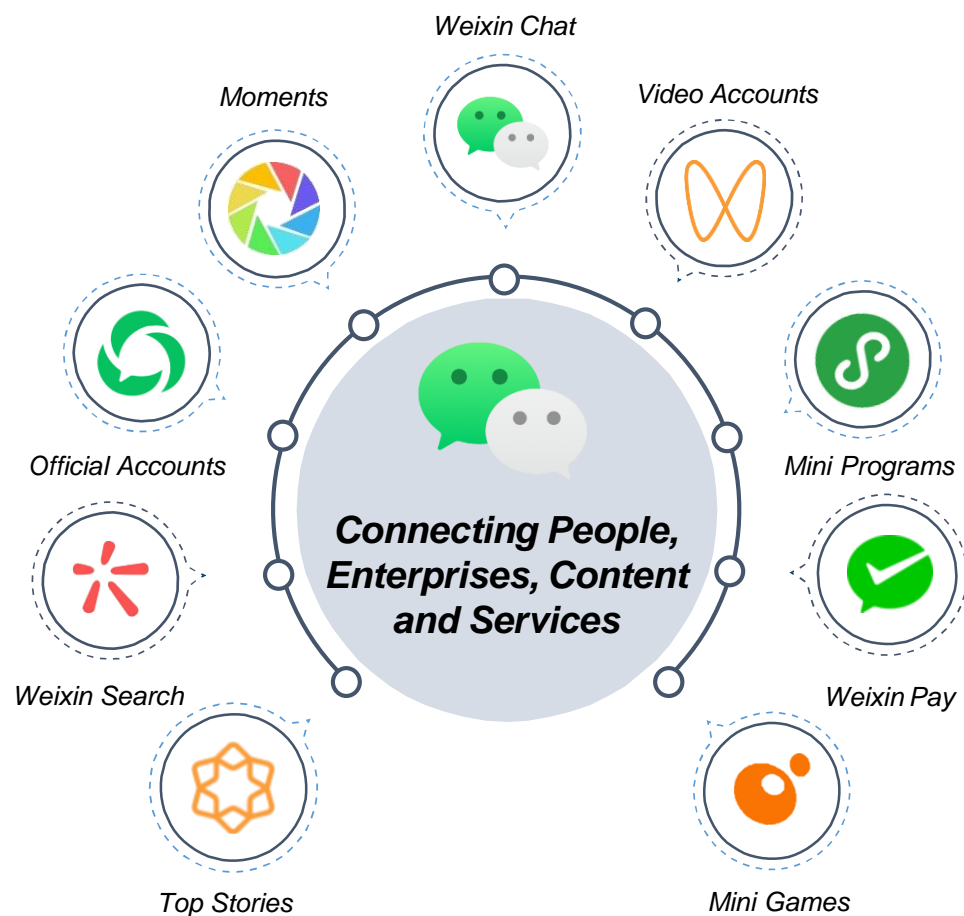 Weixin Chat
Moments
Video Accounts
Official Accounts
Mini Programs
Connecting People,
Enterprises, Content
and Services
Weixin Search
Weixin Pay
Top Stories
Mini Games